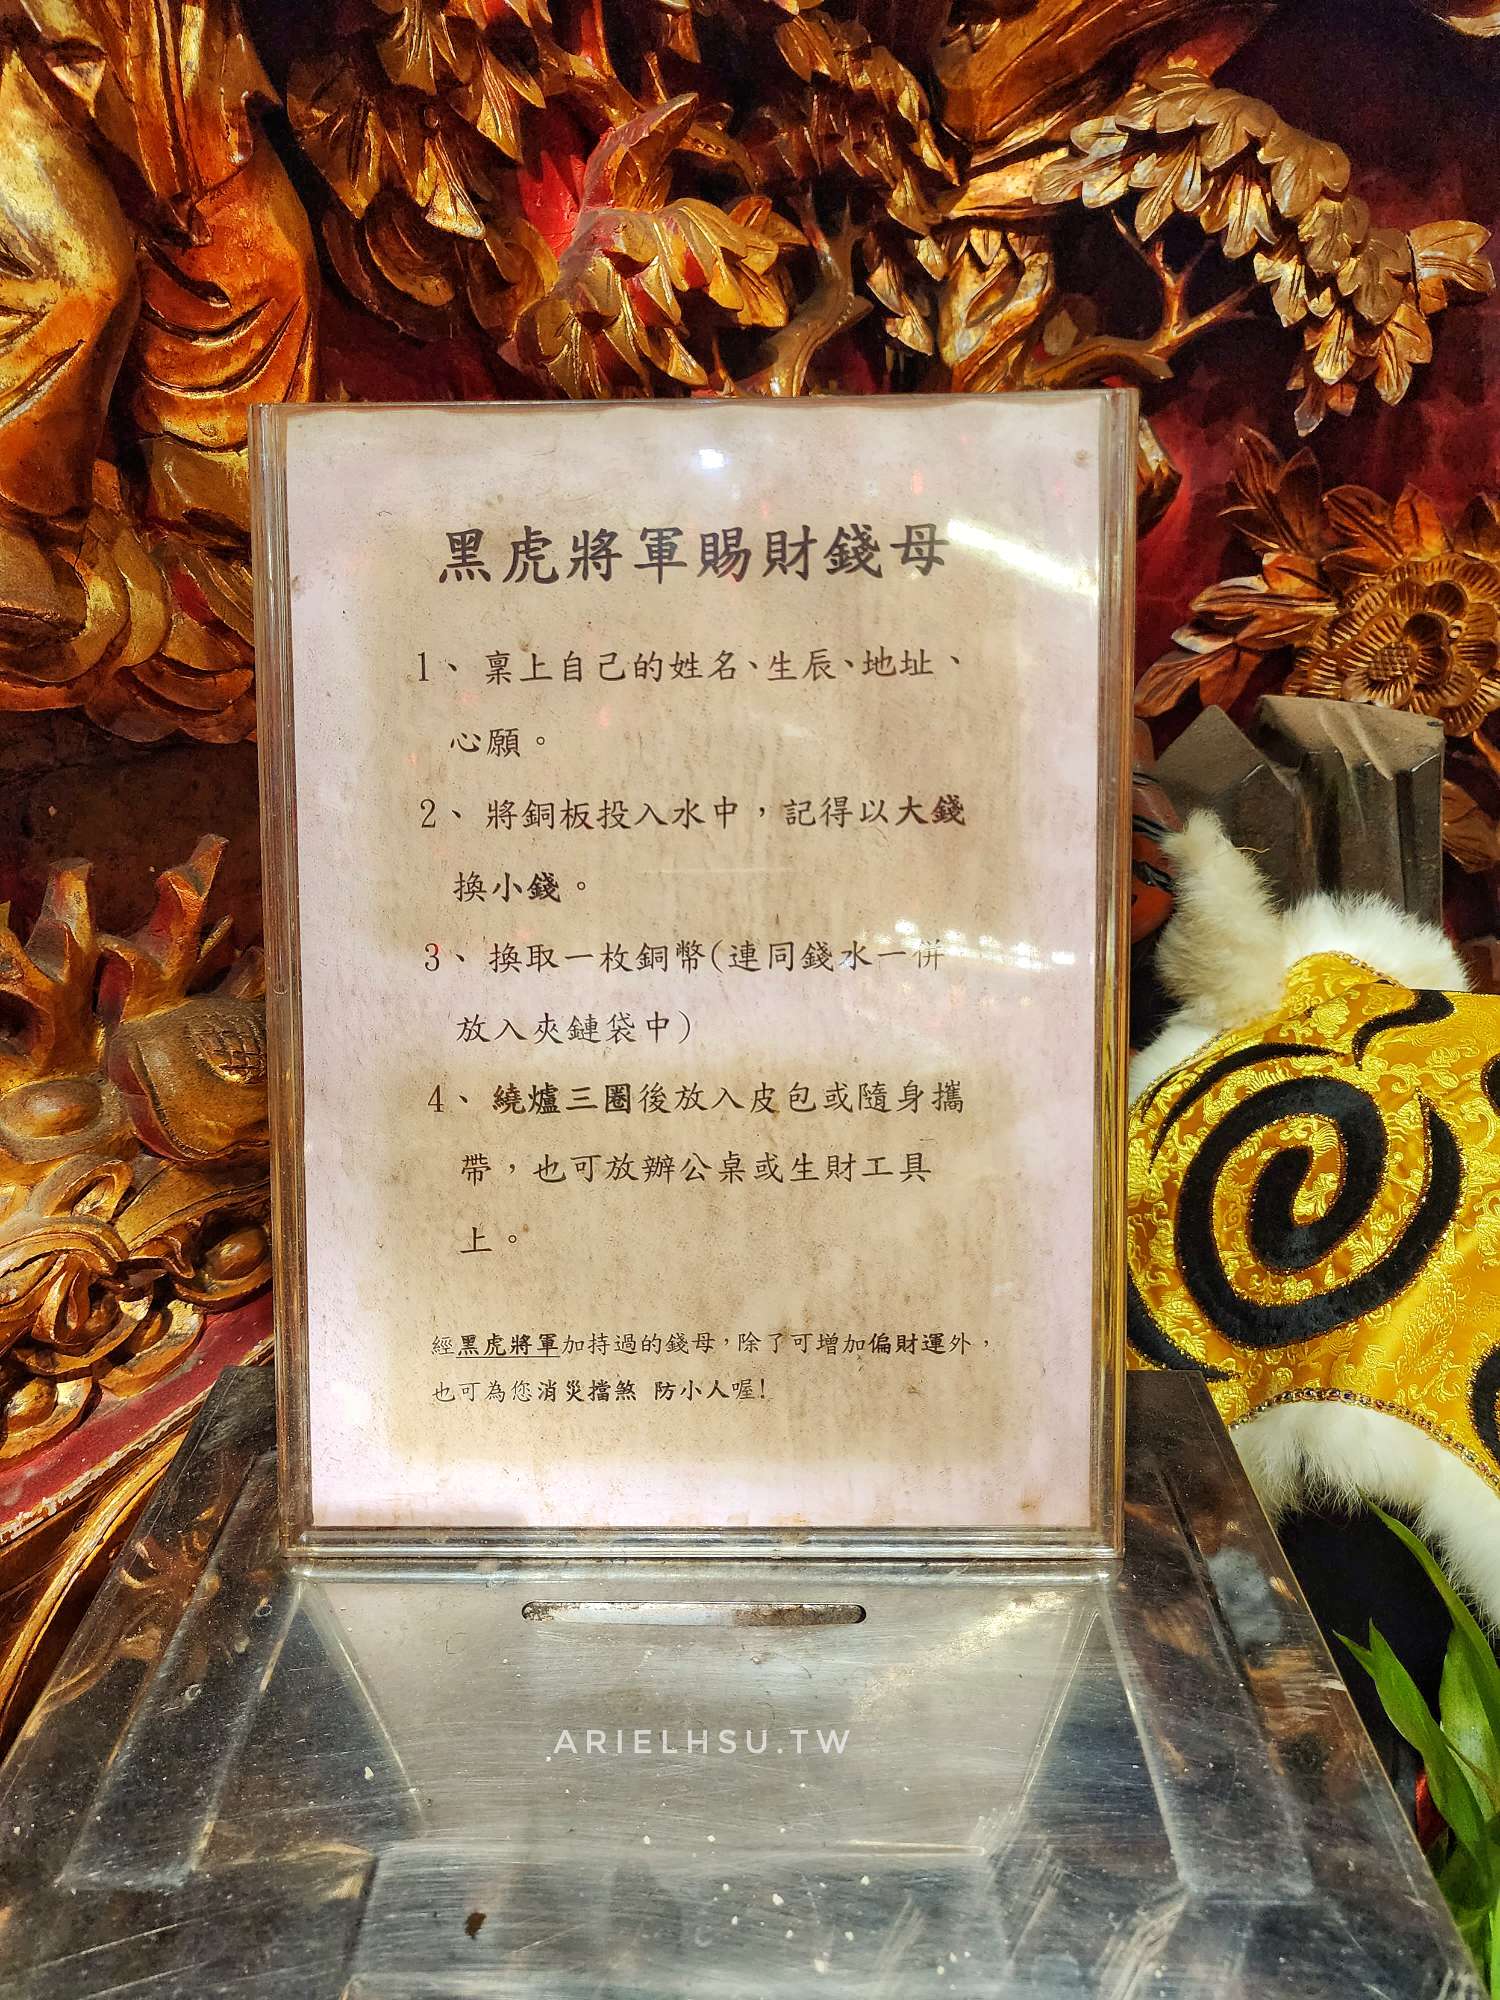 黑虎將軍賜財錢母
1、稟上自己的姓名、生辰、地址、
心願。
2、將銅板投入水中，記得以大錢
換小錢。
3、換取一枚銅幣(連同錢水一併
放入夾鏈袋中)
4、繞爐三圈後放入皮包或隨身攜
帶，也可放辦公桌或生財工具
上。
經黑虎將軍加持過的錢母，除了可增加偏財運外，
也可為您消災擋煞 防小人喔!
ARIELHSU.TW